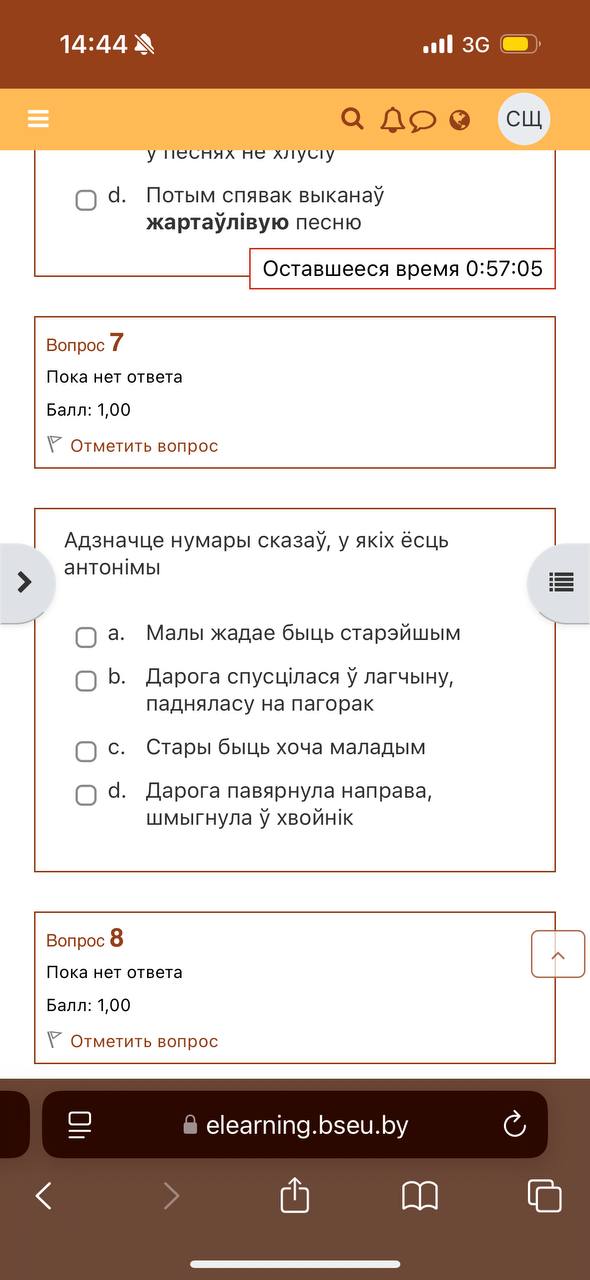 14:44
3G
СЩ
у песнях не хлусіў
d. Потым спявак выканаў
жартаўлівую песню
Оставшееся время 0:57:05
Вопрос 7
Пока нет ответа
Балл: 1,00
Отметить вопрос
Адзначце нумары сказаў, у якіх ёсць
антонімы
a. Малы жадае быць старэйшым
b. Дарога спусцілася ў лагчыну,
падняласу на пагорак
c. Стары быць хоча маладым
d. Дарога павярнула направа,
шмыгнула ў хвойнік
Вопрос 8
Пока нет ответа
Балл: 1,00
Отметить вопрос
elearning.bseu.by